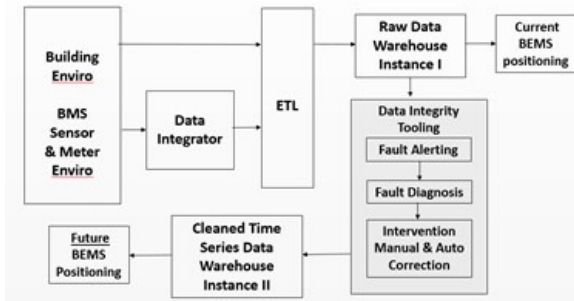 Building
Enviro
BMS
Sensor
& Meter
Enviro
Data
Integrator
ETL
Raw Data
Warehouse
Instance I
Current
BEMS
positioning
Data Integrity
Tooling
Fault Alerting
Fault Diagnosis
Intervention
Manual & Auto
Correction
Cleaned Time
Series Data
Warehouse
Instance II
Future
BEMS
Positioning